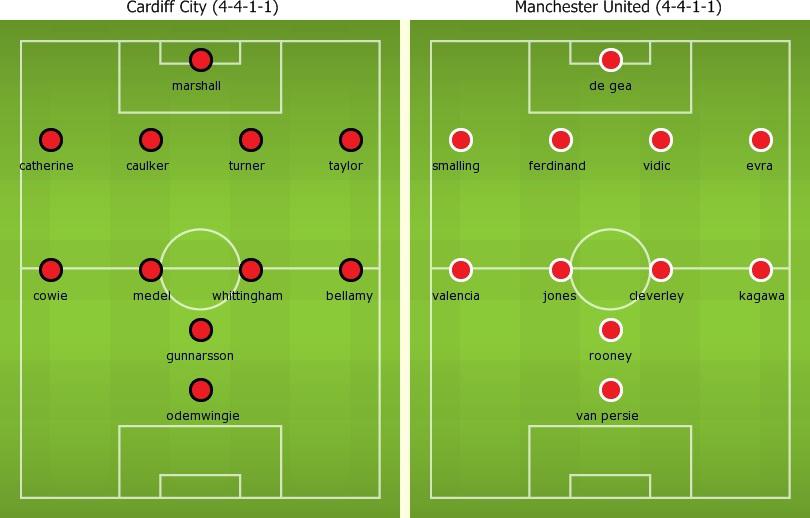 Cardiff City (4-4-1-1)
marshall
catherine caulker turner taylor
cowie medel whittingham bellamy
gunnarsson
odemwingie
Manchester United (4-4-1-1)
de gea
smalling ferdinand vidic evra
valencia jones cleverley kagawa
rooney
van persie